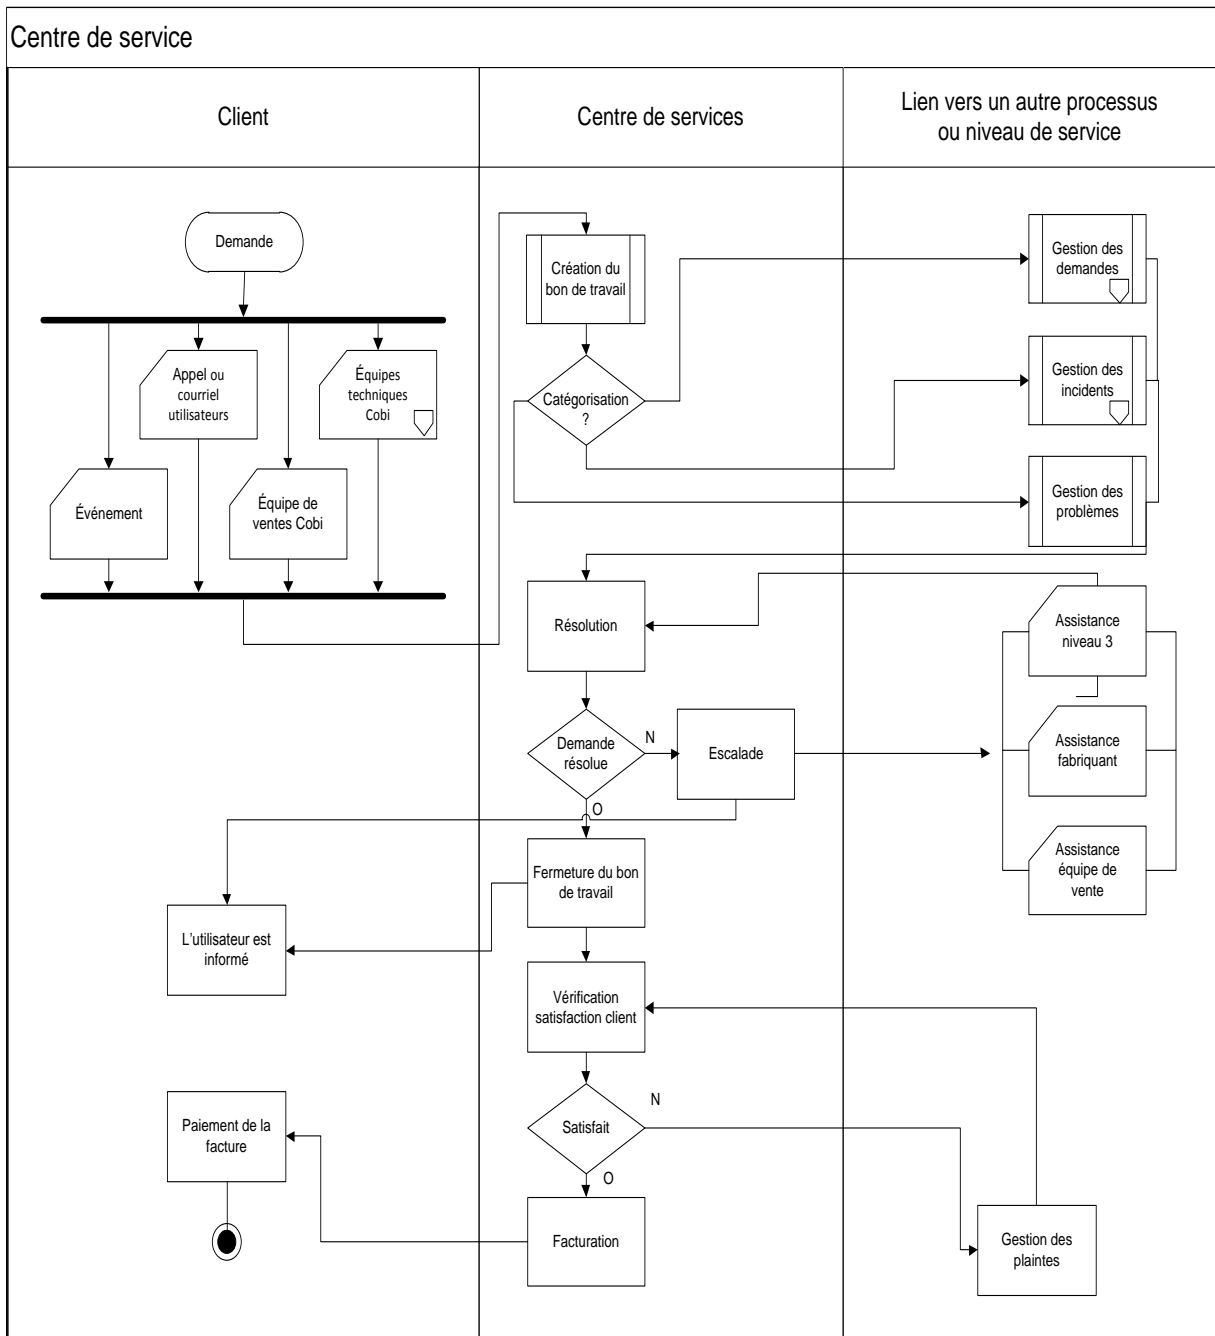 Centre de service
Client
Centre de services
Lien vers un autre processus
ou niveau de service
Demande
Appel ou
courriel
utilisateurs
Équipes
techniques
Cobi
Événement
Équipe de
ventes Cobi
Création du
bon de travail
Catégorisation
?
Gestion des
demandes
Gestion des
incidents
Gestion des
problèmes
Résolution
Assistance
niveau 3
Demande
résolue
N
Escalade
Assistance
fabriquant
O
Fermeture du bon
de travail
Assistance
équipe de
vente
L'utilisateur est
informé
Vérification
satisfaction client
Satisfait
N
Paiement de la
facture
O
Facturation
Gestion des
plaintes